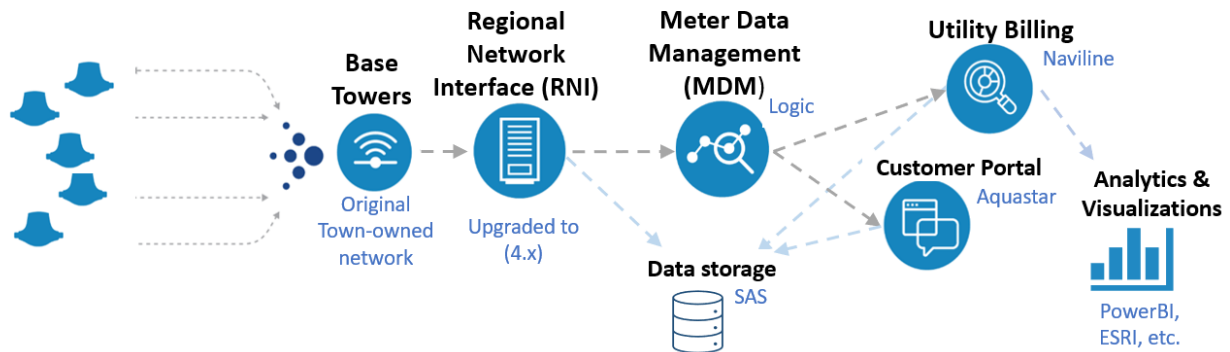 Base
Towers
Original
Town-owned
network
Regional
Network
Interface (RNI)
Upgraded to
(4.x)
Meter Data
Management
(MDM)
Logic
Data storage
SAS
Utility Billing
Naviline
Customer Portal
Aquastar
Analytics &
Visualizations
PowerBI,
ESRI, etc.